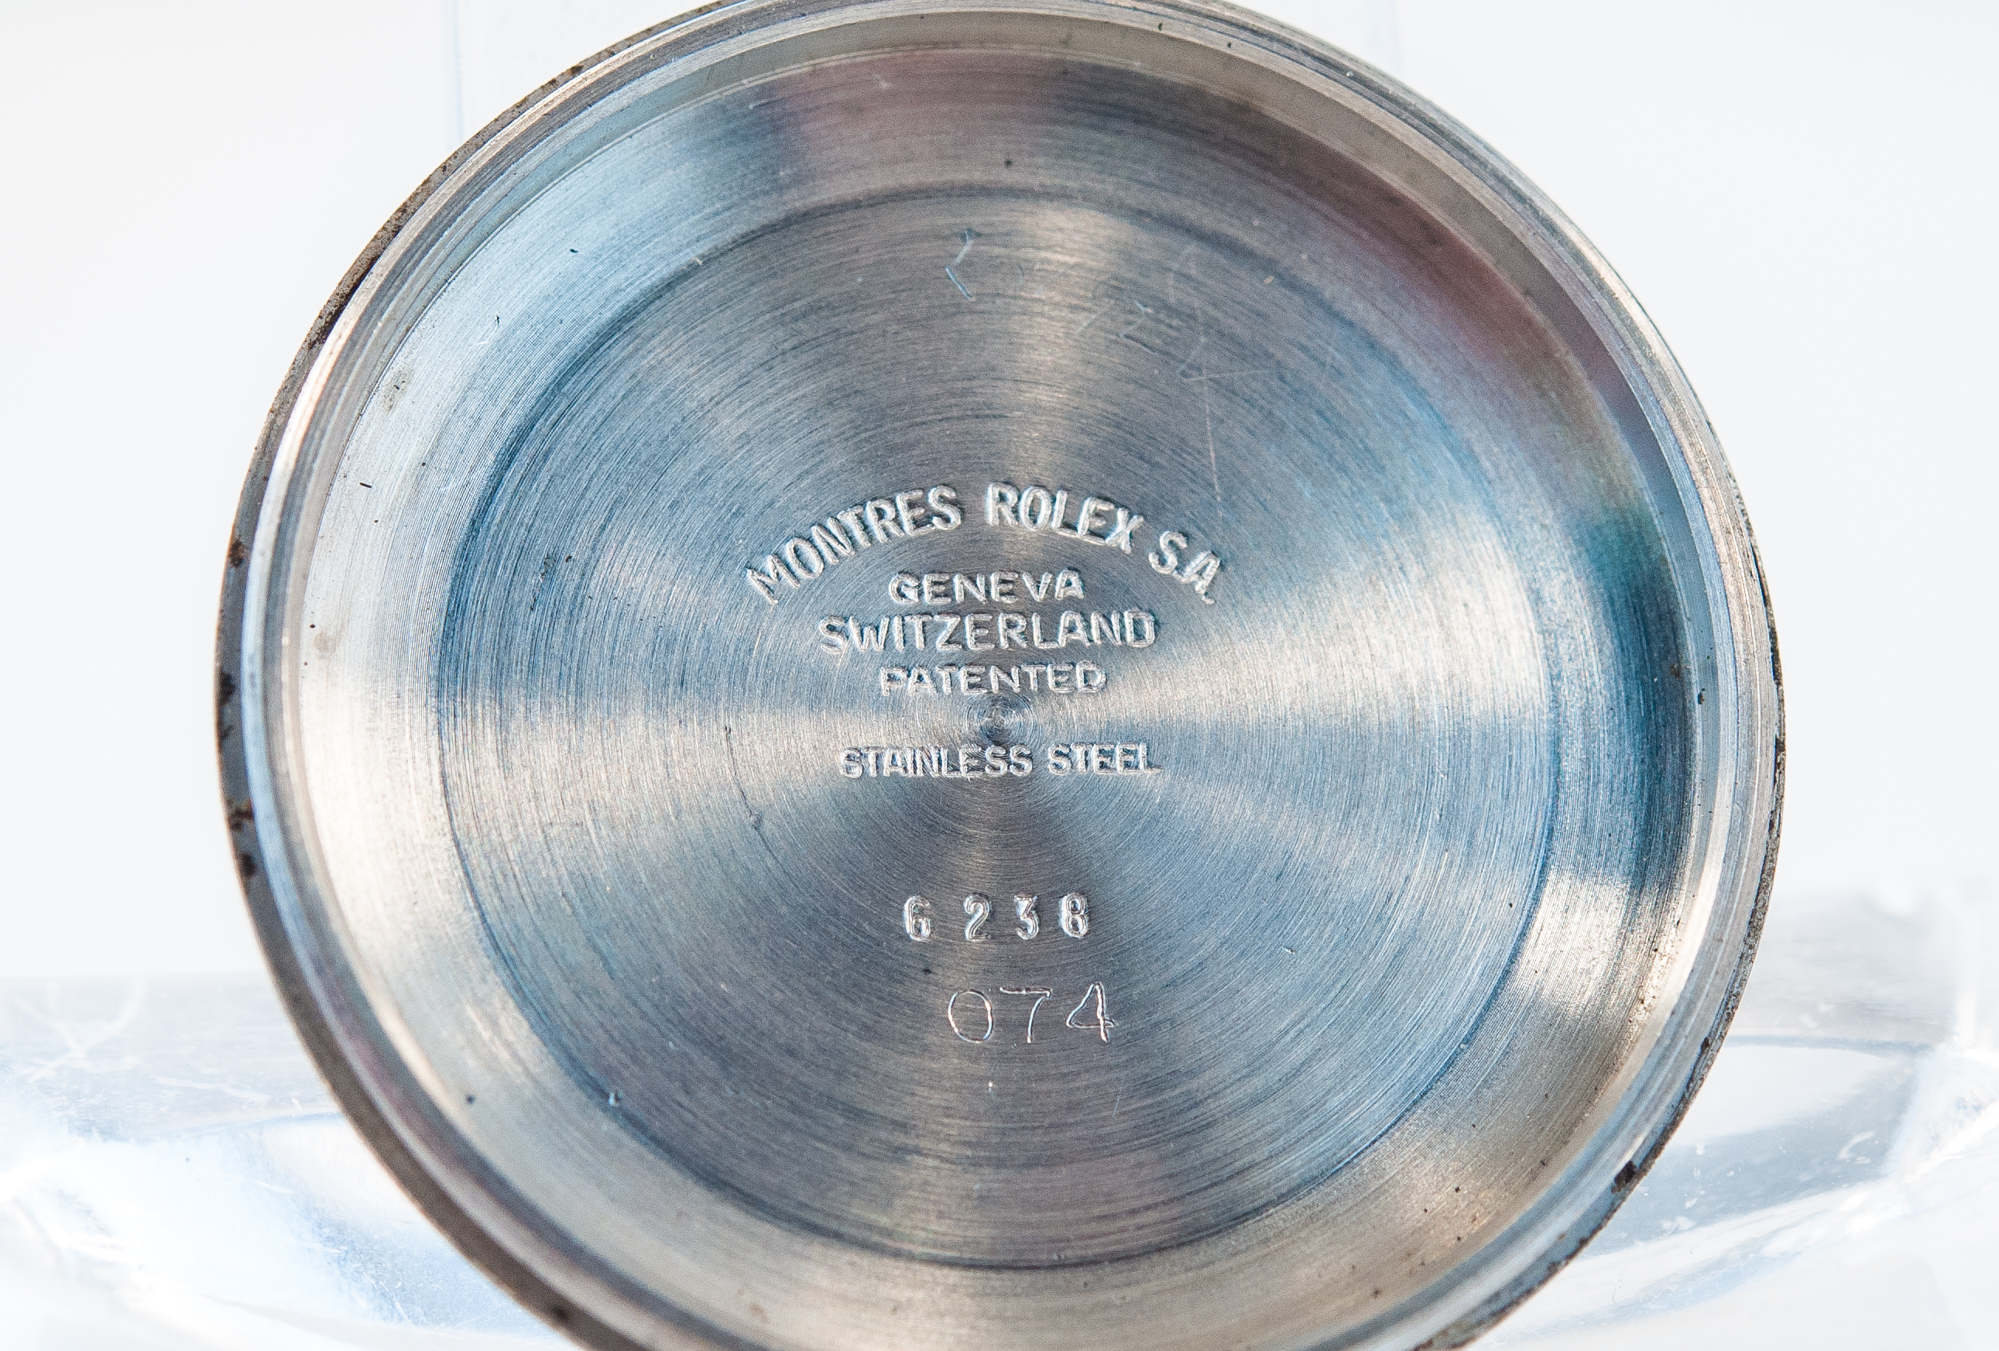 MONTRES ROLEX S.A.
GENEVA
SWITZERLAND
PATENTED
STAINLESS STEEL
6238
074